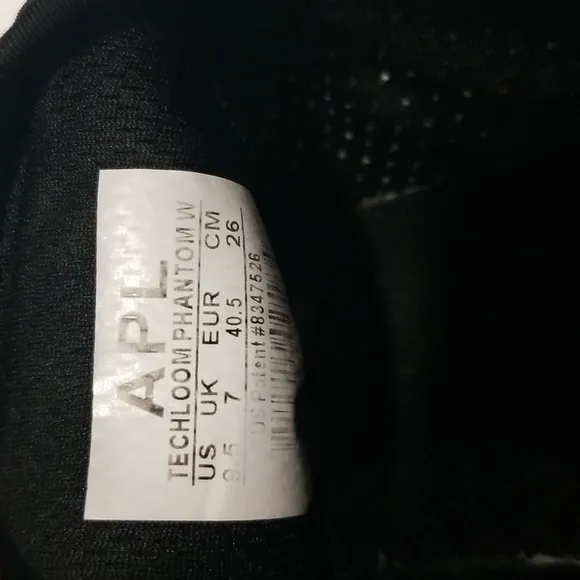 APL
TECHLOOM PHANTOM W
US UK EUR CM
9.5 7 40.5 26
US Patent #8347526